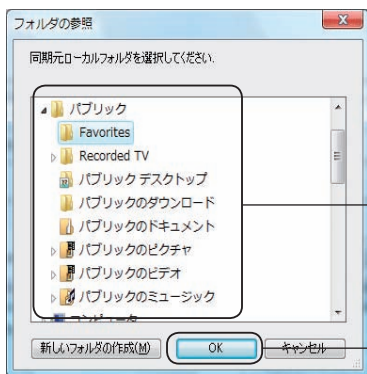 フォルダの参照
同期元ローカルフォルダを選択してください.
パブリック
Favorites
Recorded TV
パブリック デスクトップ
パブリックのダウンロード
パブリックのドキュメント
パブリックのピクチャ
パブリックのビデオ
パブリックのミュージック
コンピュータ
新しいフォルダの作成(M)
OK
キャンセル